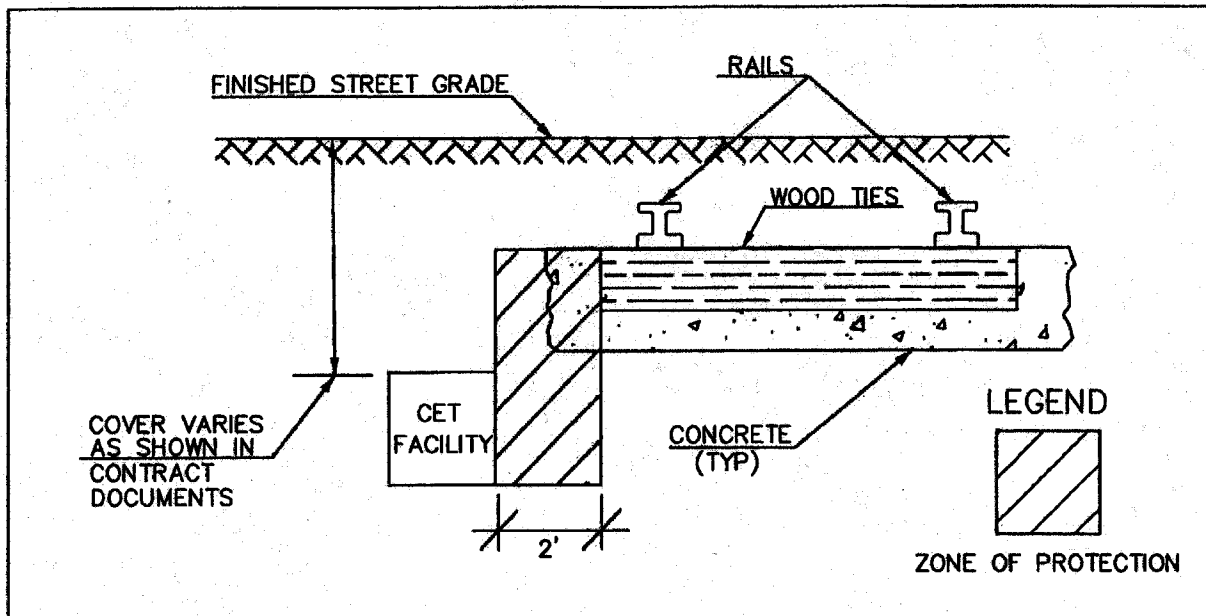 FINISHED STREET GRADE
RAILS
WOOD TIES
COVER VARIES
AS SHOWN IN
CONTRACT
DOCUMENTS
CET
FACILITY
2'
CONCRETE
(TYP)
LEGEND
ZONE OF PROTECTION